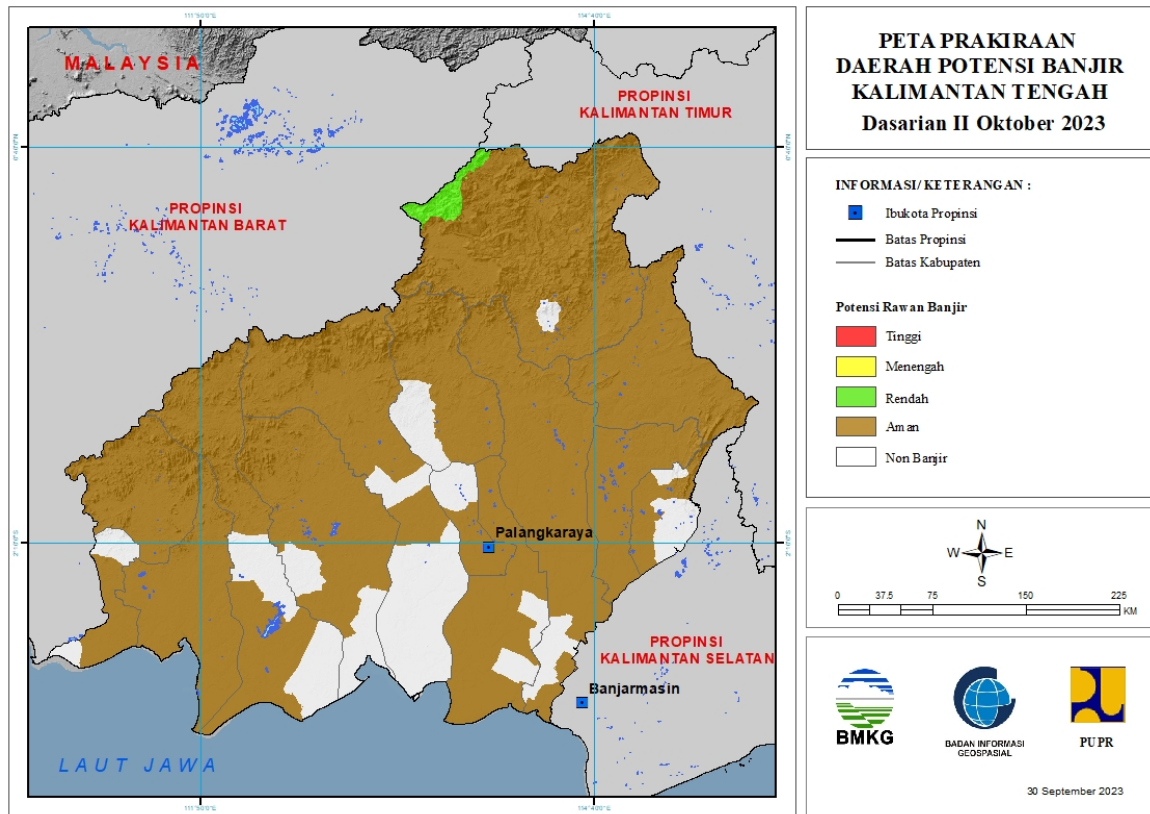 PETA PRAKIRAAN
DAERAH POTENSI BANJIR
KALIMANTAN TENGAH
Dasarian II Oktober 2023
INFORMASI/ KETERANGAN :
Ibukota Propinsi
Batas Propinsi
Batas Kabupaten
Potensi Rawan Banjir
Tinggi
Menengah
Rendah
Aman
Non Banjir
N
W E
S
0 37.5 75 150 225
KM
BMKG
BADAN INFORMASI
GEOSPASIAL
PUPR
30 September 2023
MALAYSIA
PROPINSI
KALIMANTAN TIMUR
PROPINSI
KALIMANTAN BARAT
Palangkaraya
PROPINSI
KALIMANTAN SELATAN
Banjarmasin
LAUT JAWA